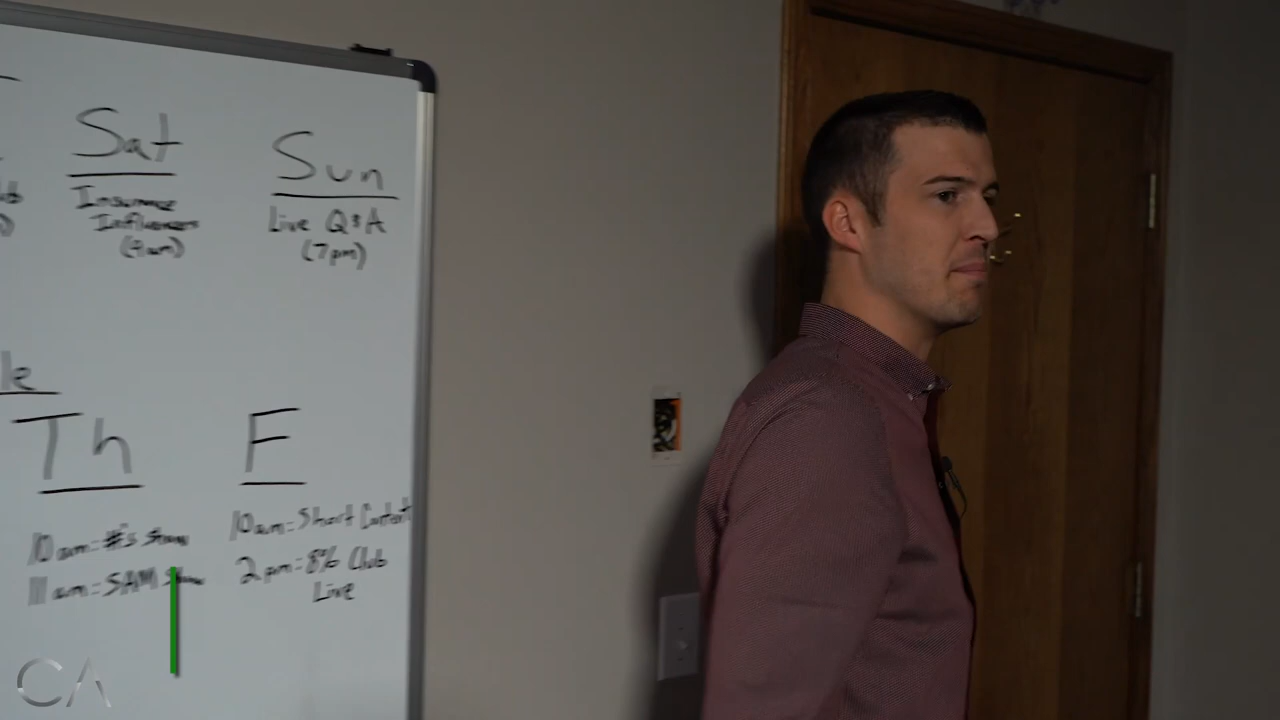 Sat
Insurance
Influencers
(9am)
Sun
Live Q&A
(7pm)
Th
10am=#'s Show
11am=SAM Show
F
10am=Short Content
2pm=8% Club
Live
CA